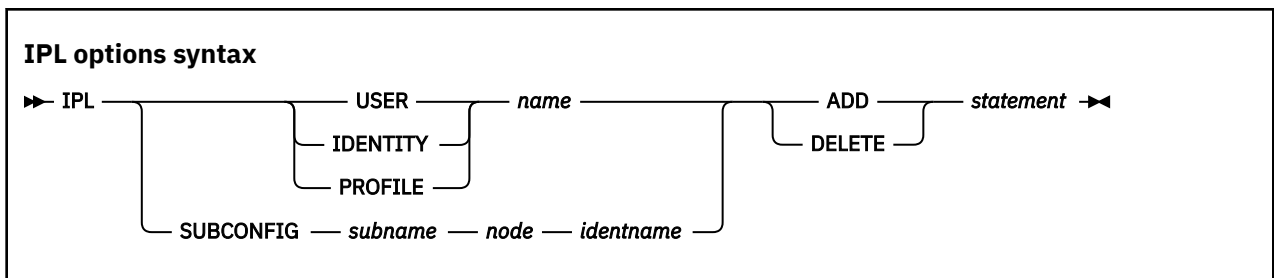 IPL options syntax
IPL USER name ADD statement
IDENTITY DELETE
PROFILE
SUBCONFIG subname node identname